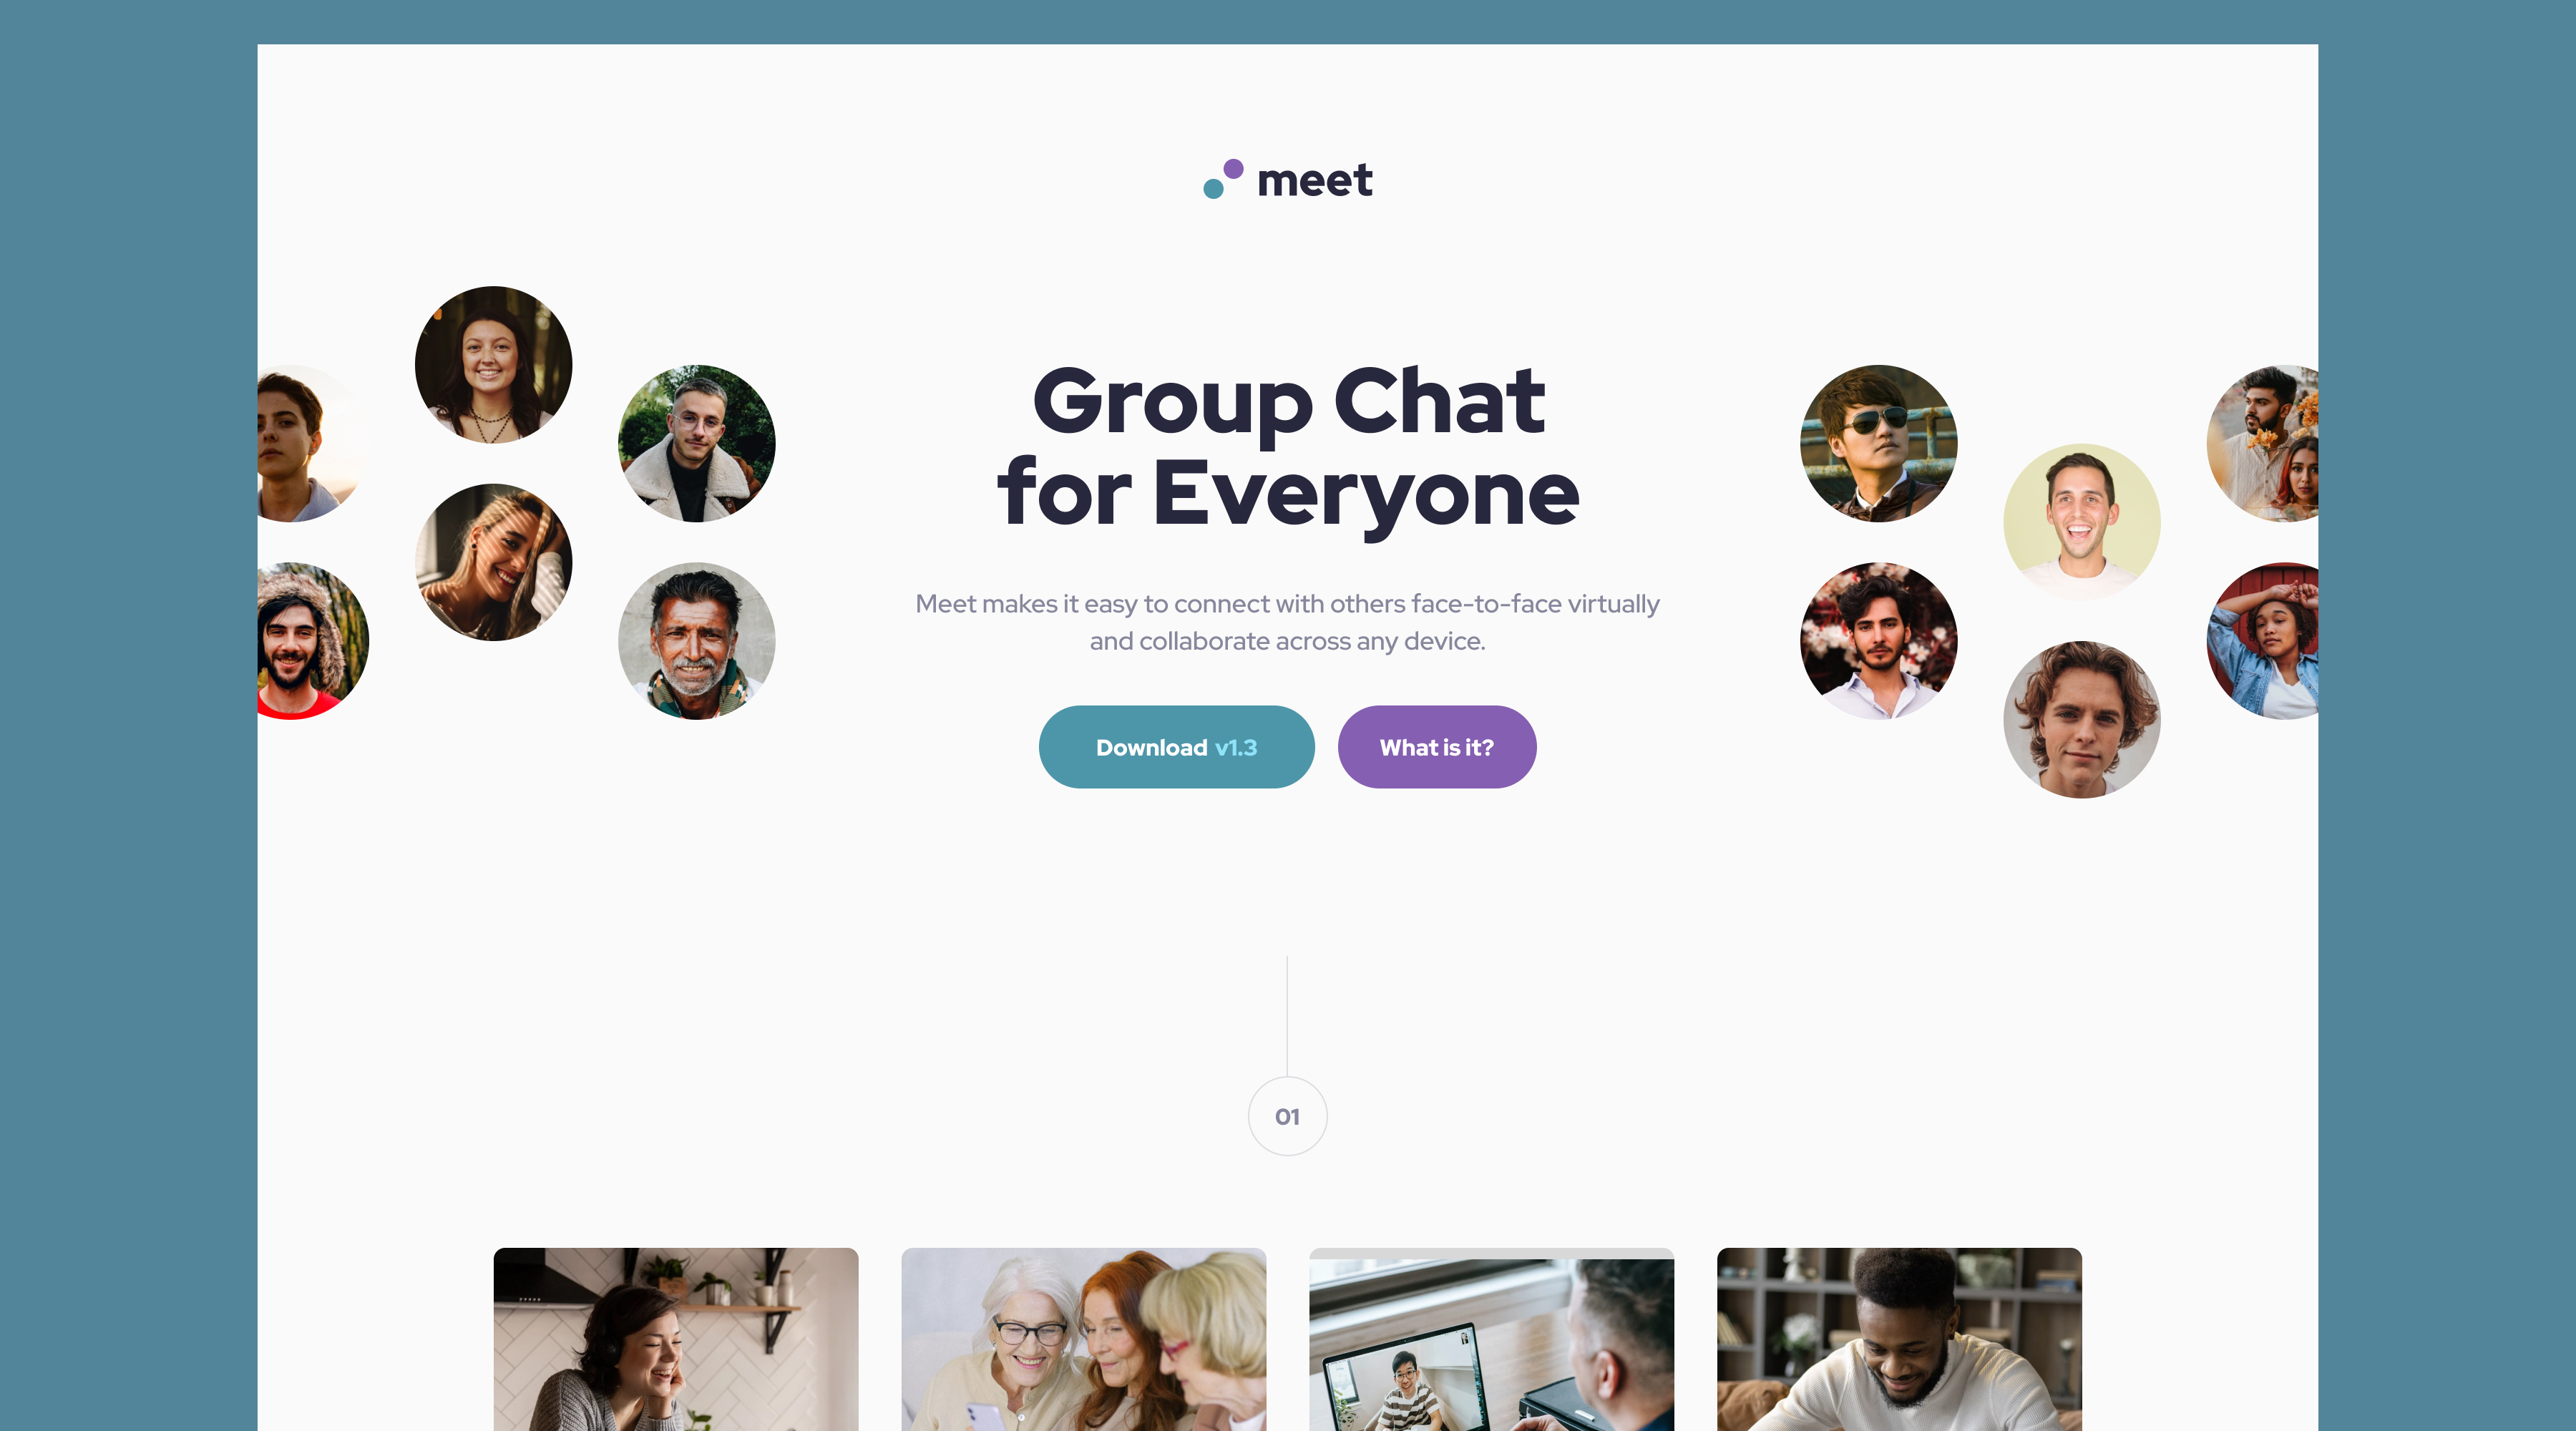 meet
Group Chat
for Everyone
Meet makes it easy to connect with others face-to-face virtually
and collaborate across any device.
Download v1.3
What is it?
01